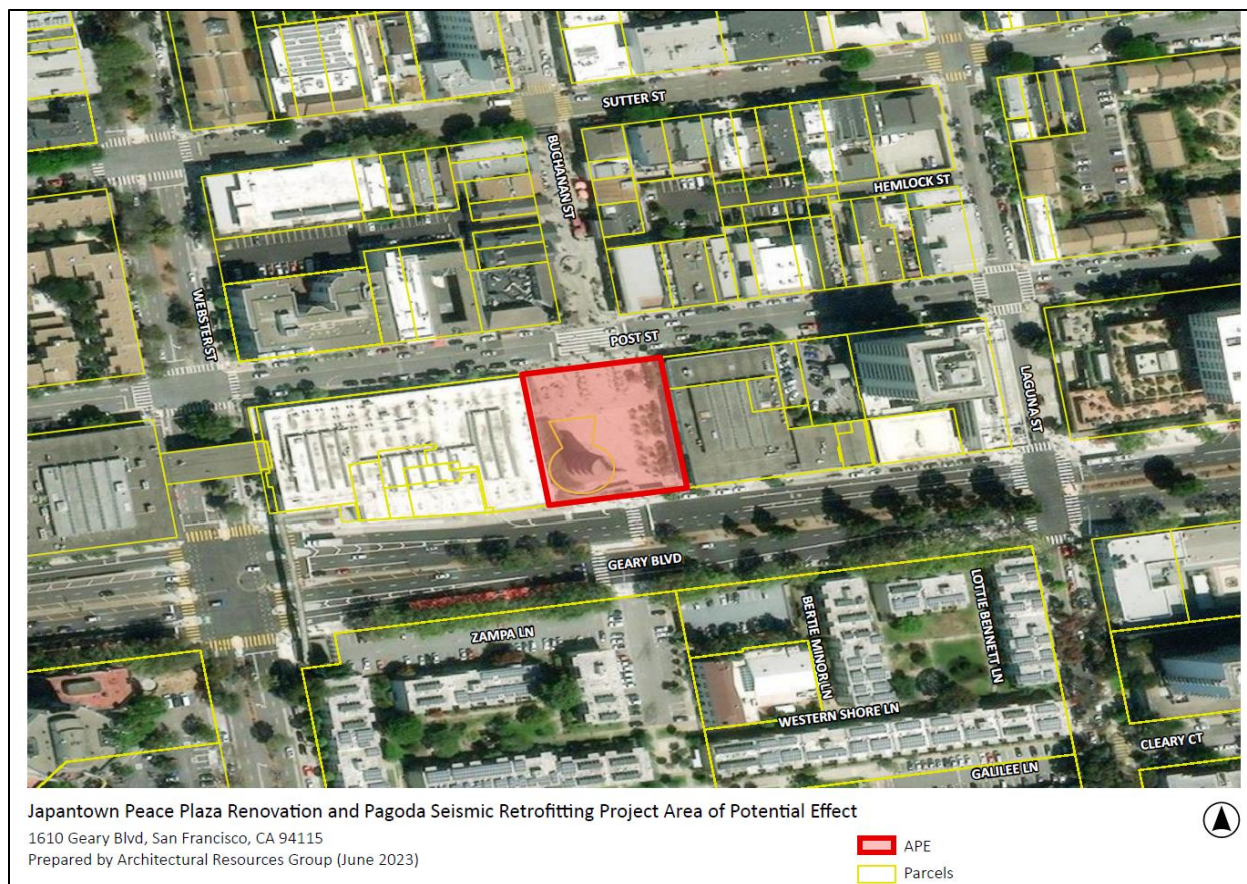 SUTTER ST
BUCHANAN ST
HEMLOCK ST
WEBSTER ST
POST ST
LAGUNA ST
GEARY BLVD
ZAMPA LN
BERTIE MINOR LN
LOTTIE BENNETT LN
WESTERN SHORE LN
CLEARY CT
GALILEE LN
Japantown Peace Plaza Renovation and Pagoda Seismic Retrofitting Project Area of Potential Effect
1610 Geary Blvd, San Francisco, CA 94115
Prepared by Architectural Resources Group (June 2023)
APE
Parcels